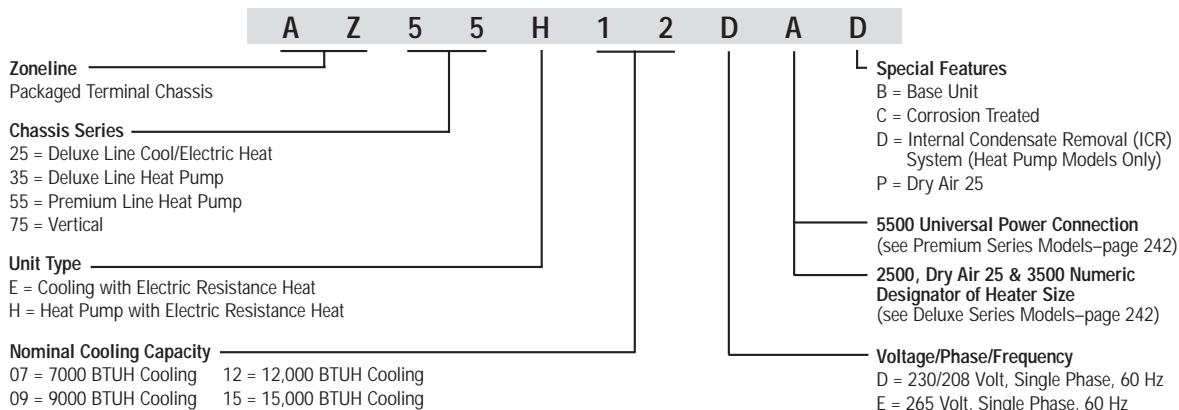 A Z 5 5 H 1 2 D A D
Zoneline
Packaged Terminal Chassis
Chassis Series
25 = Deluxe Line Cool/Electric Heat
35 = Deluxe Line Heat Pump
55 = Premium Line Heat Pump
75 = Vertical
Unit Type
E = Cooling with Electric Resistance Heat
H = Heat Pump with Electric Resistance Heat
Nominal Cooling Capacity
07 = 7000 BTUH Cooling 12 = 12,000 BTUH Cooling
09 = 9000 BTUH Cooling 15 = 15,000 BTUH Cooling
Special Features
B = Base Unit
C = Corrosion Treated
D = Internal Condensate Removal (ICR)
System (Heat Pump Models Only)
P = Dry Air 25
5500 Universal Power Connection
(see Premium Series Models–page 242)
2500, Dry Air 25 & 3500 Numeric
Designator of Heater Size
(see Deluxe Series Models–page 242)
Voltage/Phase/Frequency
D = 230/208 Volt, Single Phase, 60 Hz
E = 265 Volt, Single Phase, 60 Hz